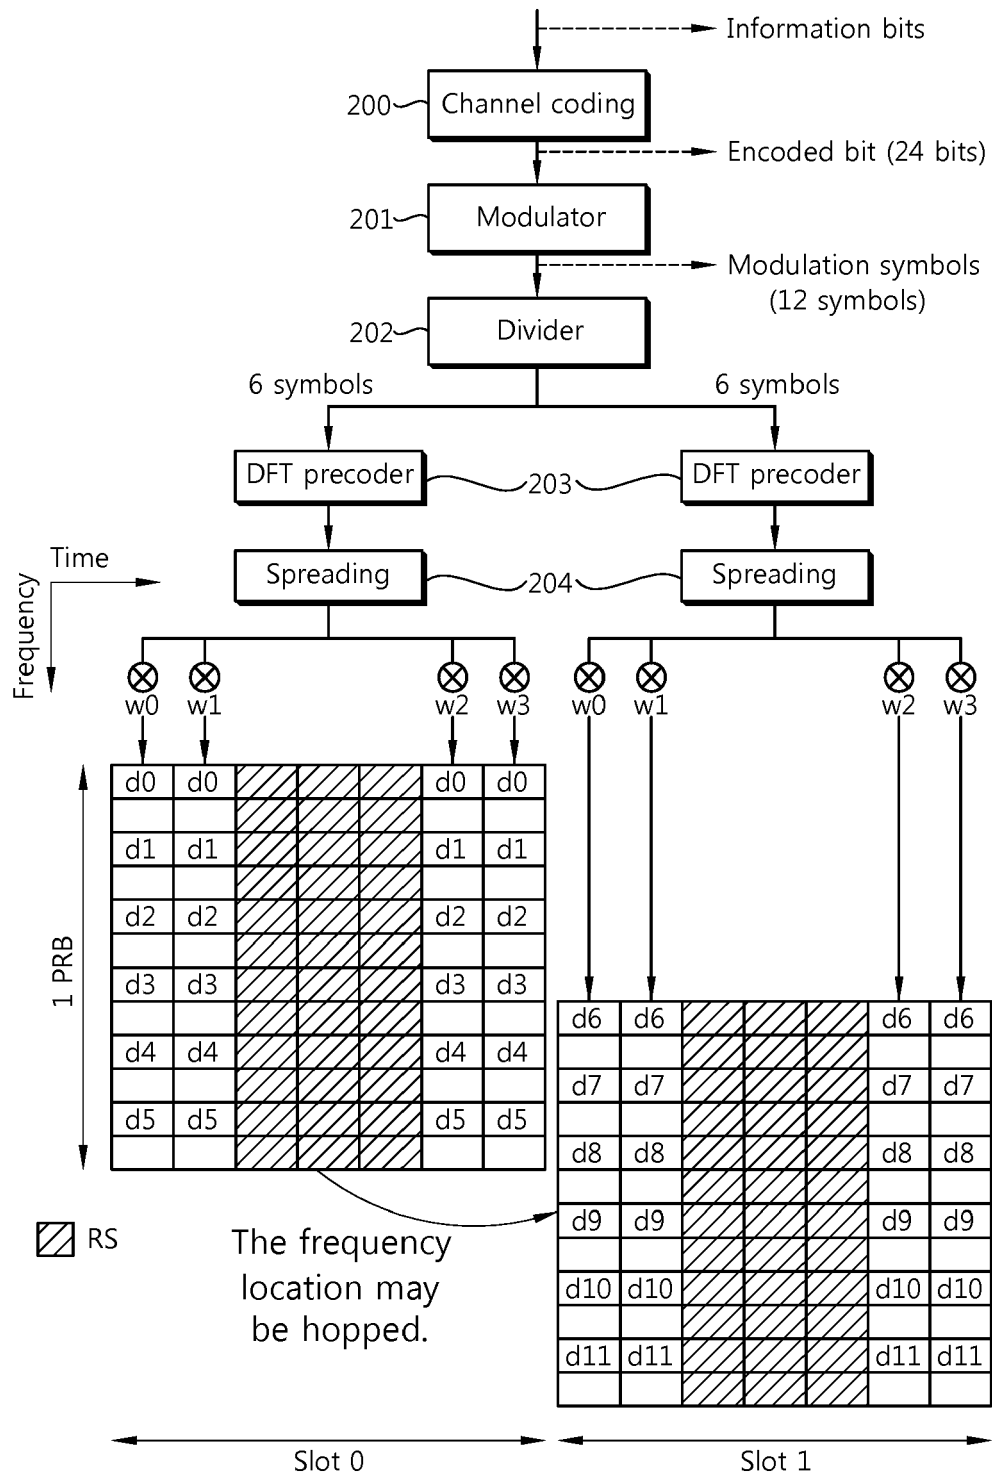 Information bits
200
Channel coding
Encoded bit (24 bits)
201
Modulator
Modulation symbols
(12 symbols)
202
Divider
6 symbols
6 symbols
DFT precoder
203
DFT precoder
Time
Frequency
Spreading
204
Spreading
w0 w1 w2 w3
w0 w1 w2 w3
1 PRB
d0 d0 d0 d0
d1 d1 d1 d1
d2 d2 d2 d2
d3 d3 d3 d3
d4 d4 d4 d4
d5 d5 d5 d5
d6 d6 d6 d6
d7 d7 d7 d7
d8 d8 d8 d8
d9 d9 d9 d9
d10 d10 d10 d10
d11 d11 d11 d11
RS
The frequency
location may
be hopped.
Slot 0
Slot 1